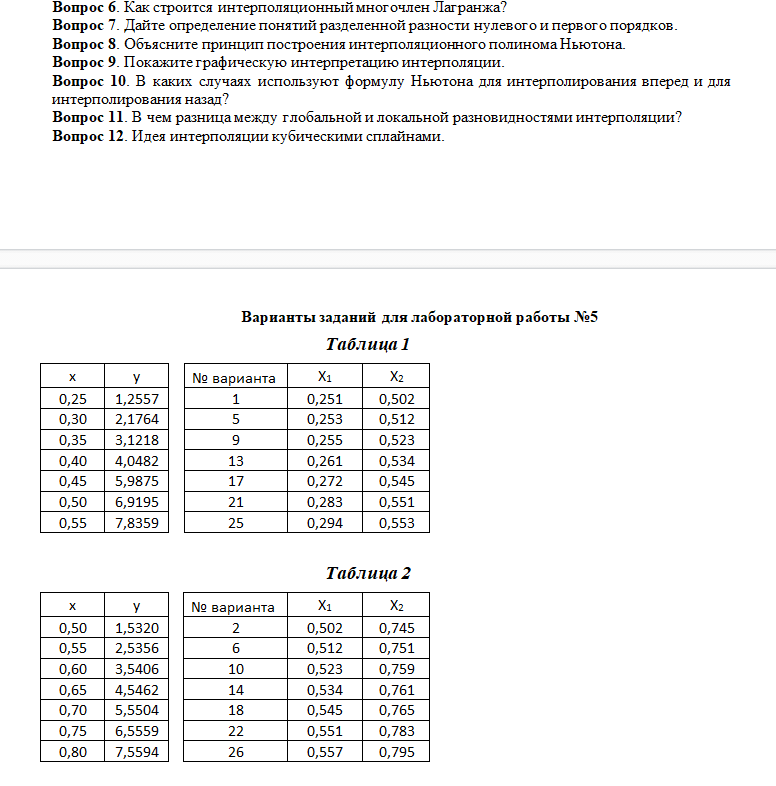 Вопрос 6. Как строится интерполяционный многочлен Лагранжа?
Вопрос 7. Дайте определение понятий разделенной разности нулевого и первого порядков.
Вопрос 8. Объясните принцип построения интерполяционного полинома Ньютона.
Вопрос 9. Покажите графическую интерпретацию интерполяции.
Вопрос 10. В каких случаях используют формулу Ньютона для интерполирования вперед и для
интерполирования назад?
Вопрос 11. В чем разница между глобальной и локальной разновидностями интерполяции?
Вопрос 12. Идея интерполяции кубическими сплайнами.
Варианты заданий для лабораторной работы №5
Таблица 1
x y № варианта X1 X2
0,25 1,2557 1 0,251 0,502
0,30 2,1764 5 0,253 0,512
0,35 3,1218 9 0,255 0,523
0,40 4,0482 13 0,261 0,534
0,45 5,9875 17 0,272 0,545
0,50 6,9195 21 0,283 0,551
0,55 7,8359 25 0,294 0,553
Таблица 2
x y № варианта X1 X2
0,50 1,5320 2 0,502 0,745
0,55 2,5356 6 0,512 0,751
0,60 3,5406 10 0,523 0,759
0,65 4,5462 14 0,534 0,761
0,70 5,5504 18 0,545 0,765
0,75 6,5559 22 0,551 0,783
0,80 7,5594 26 0,557 0,795